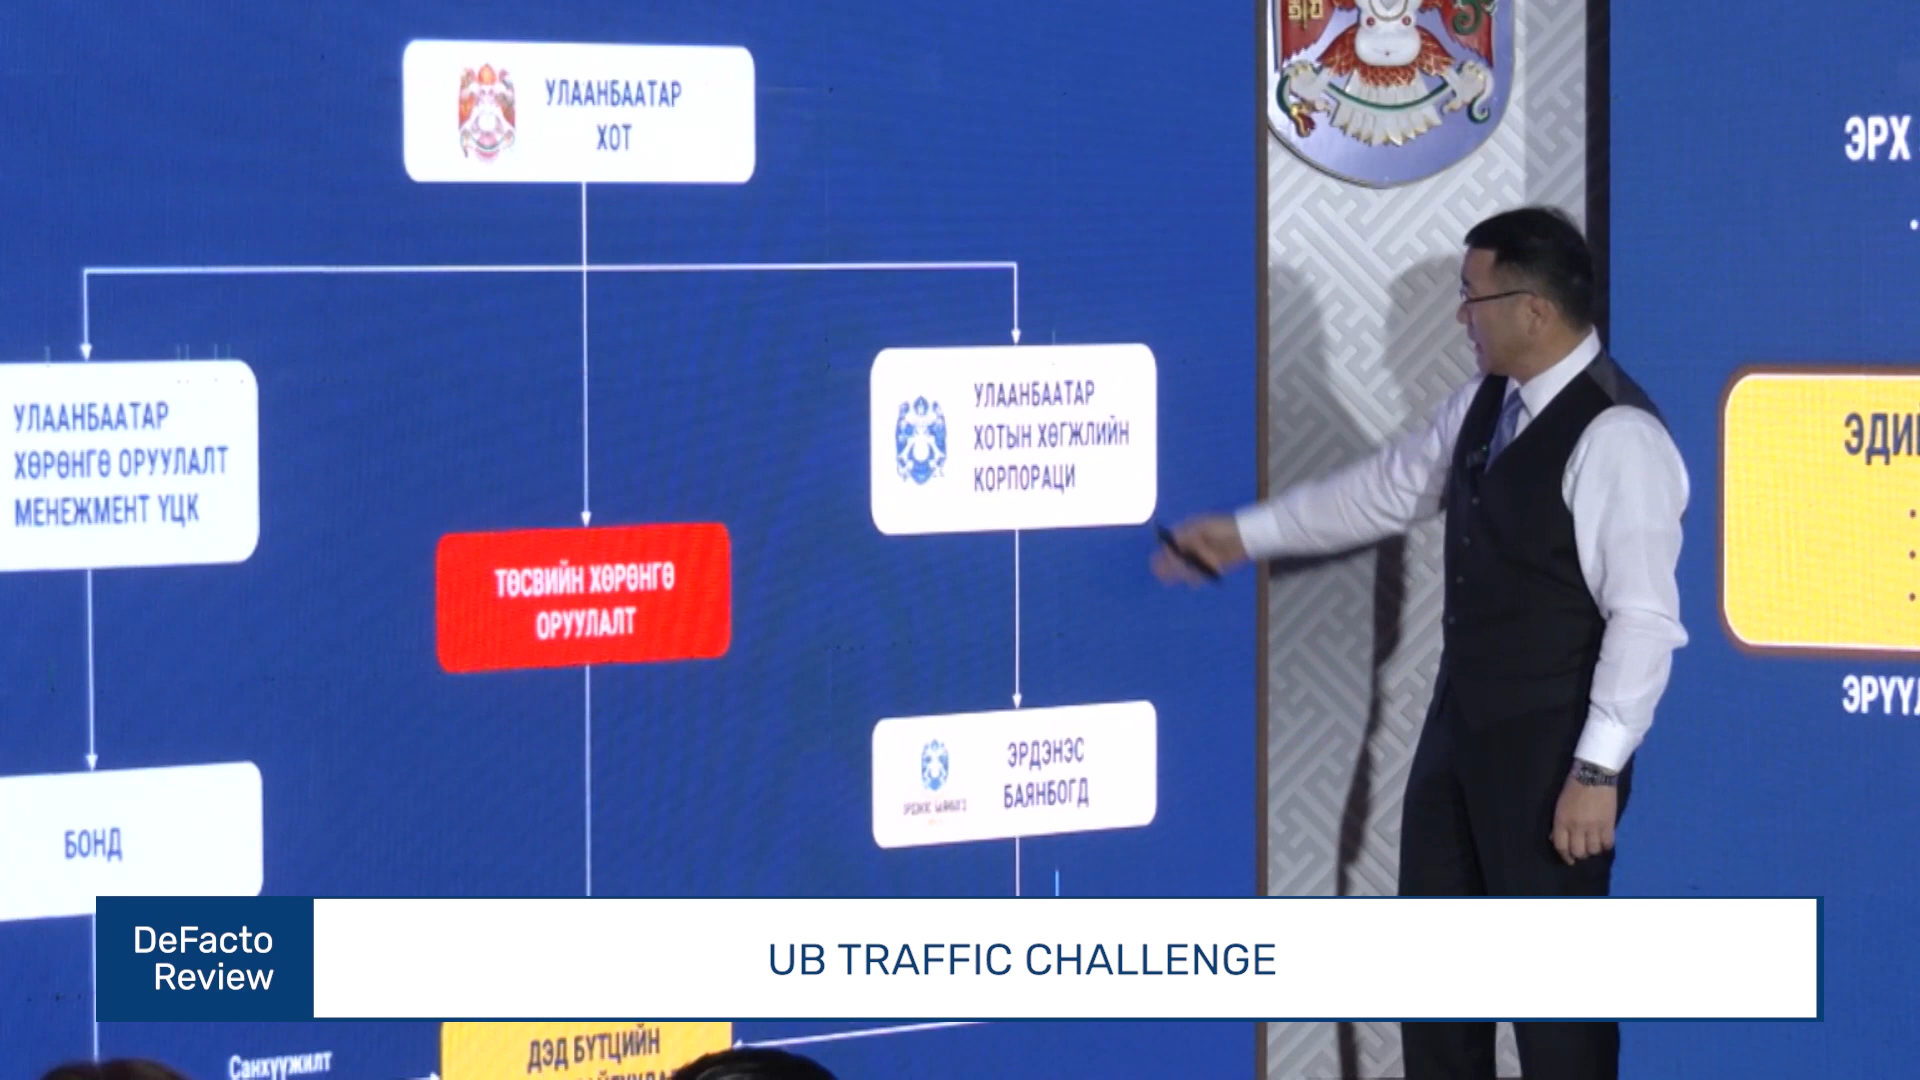 УЛААНБААТАР
ХОТ
УЛААНБААТАР
ХӨРӨНГӨ ОРУУЛАЛТ
МЕНЕЖМЕНТ ҮЦК
ТӨСВИЙН ХӨРӨНГӨ
ОРУУЛАЛТ
УЛААНБААТАР
ХОТЫН ХӨГЖЛИЙН
КОРПОРАЦИ
БОНД
ЭРДЭНЭС
БАЯНБОГД
Санхүүжилт
ДЭД БҮТЦИЙН
ЭРХ
DeFacto
Review
UB TRAFFIC CHALLENGE